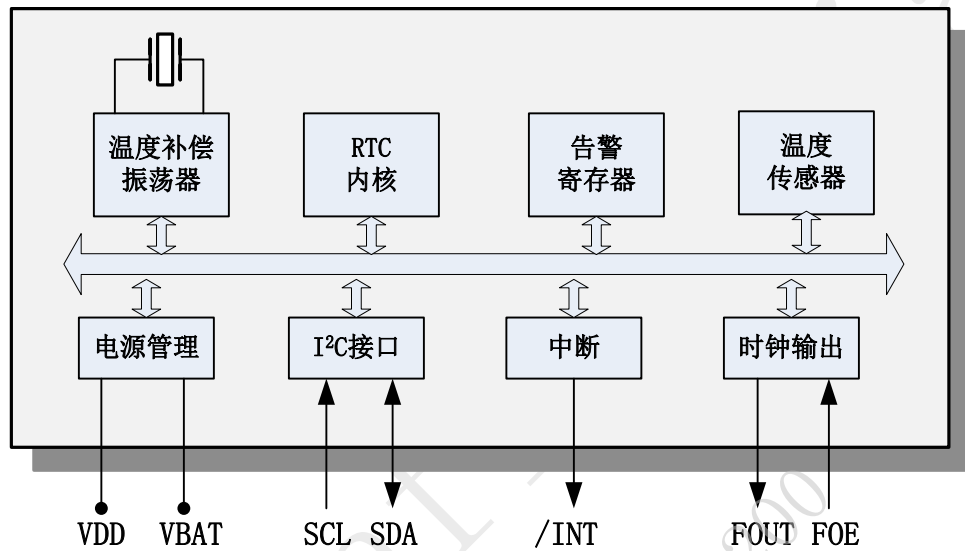 温度补偿
振荡器
RTC
内核
告警
寄存器
温度
传感器
电源管理
I²C接口
中断
时钟输出
VDD VBAT SCL SDA /INT FOUT FOE